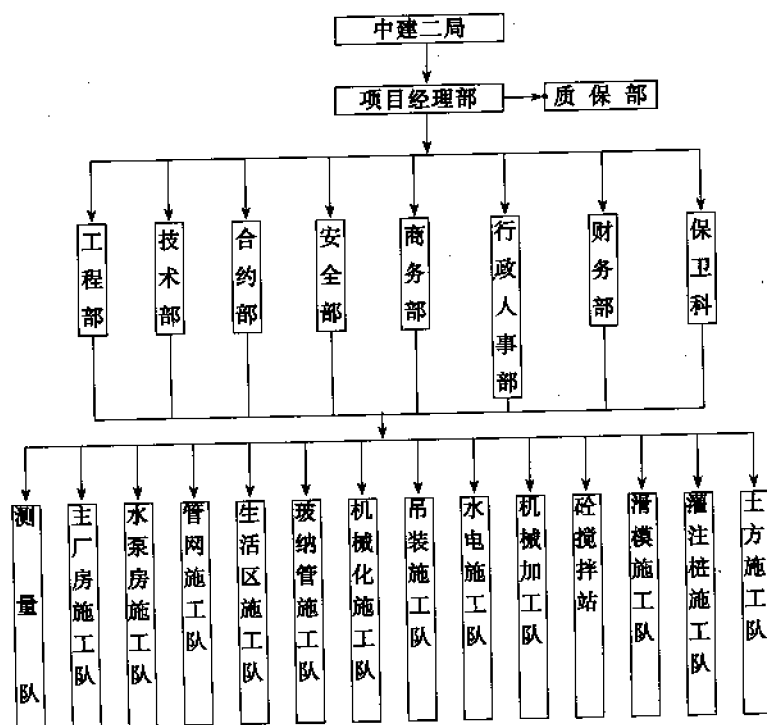 中建二局
项目经理部
质保部
工程部
技术部
合约部
安全部
商务部
行政人事部
财务部
保卫科
测量队
主厂房施工队
水泵房施工队
管网施工队
生活区施工队
玻纳管施工队
机械化施工队
吊装施工队
水电施工队
机械加工队
砼搅拌站
滑模施工队
灌注桩施工队
土方施工队